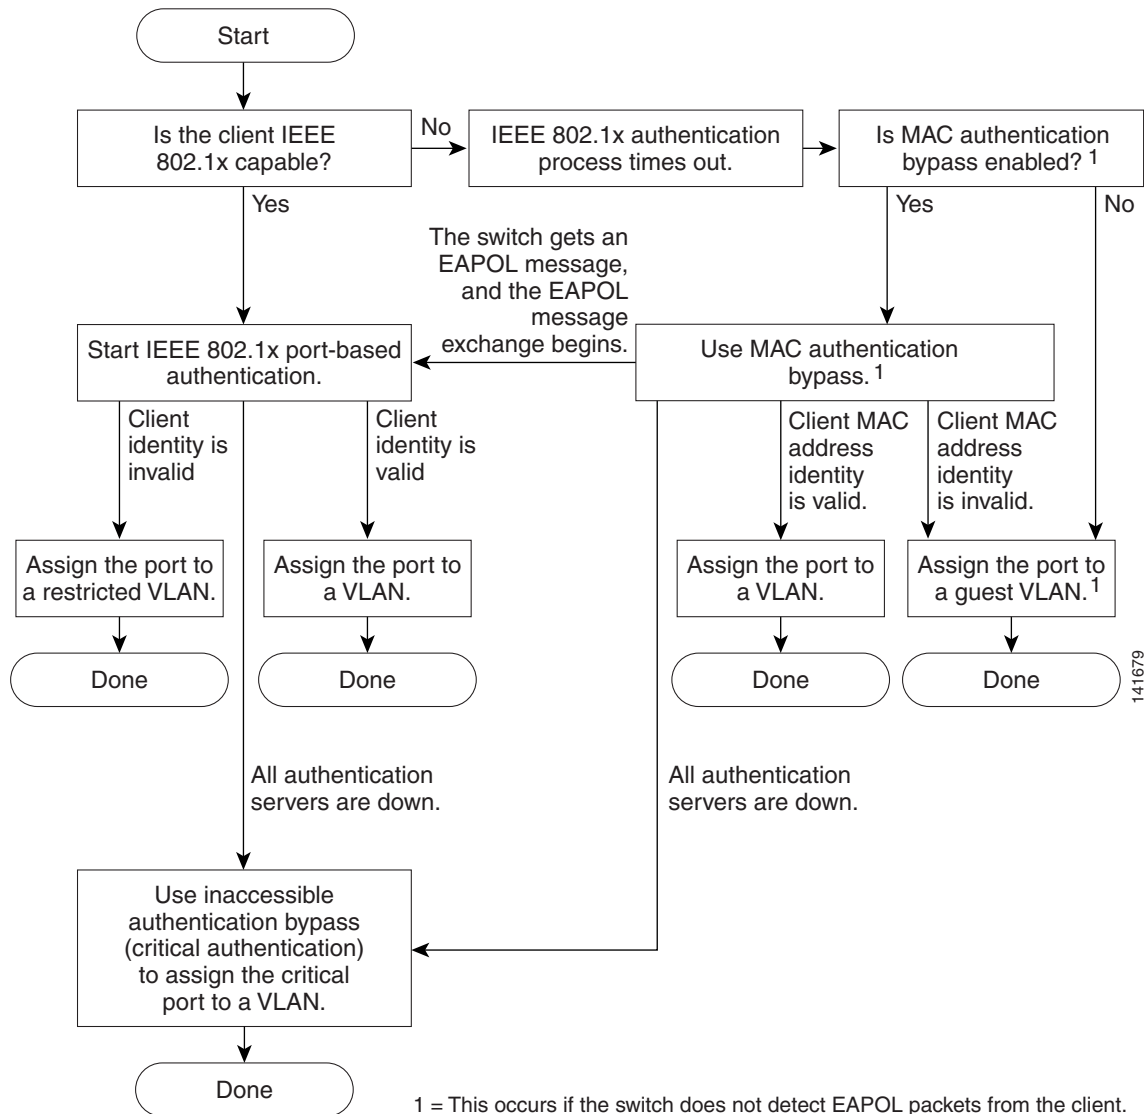 Start
Is the client IEEE
802.1x capable?
No
IEEE 802.1x authentication
process times out.
Is MAC authentication
bypass enabled? 1
Yes
Yes
No
The switch gets an
EAPOL message,
and the EAPOL
message
exchange begins.
Start IEEE 802.1x port-based
authentication.
Use MAC authentication
bypass. 1
Client
identity is
invalid
Client
identity is
valid
Client MAC
address
identity
is valid.
Client MAC
address
identity
is invalid.
Assign the port to
a restricted VLAN.
Assign the port to
a VLAN.
Assign the port to
a VLAN.
Assign the port to
a guest VLAN. 1
Done
Done
Done
Done
141679
All authentication
servers are down.
All authentication
servers are down.
Use inaccessible
authentication bypass
(critical authentication)
to assign the critical
port to a VLAN.
Done
1 = This occurs if the switch does not detect EAPOL packets from the client.